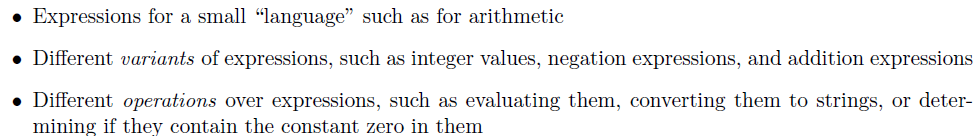 • Expressions for a small “language” such as for arithmetic
• Different variants of expressions, such as integer values, negation expressions, and addition expressions
• Different operations over expressions, such as evaluating them, converting them to strings, or deter-
mining if they contain the constant zero in them